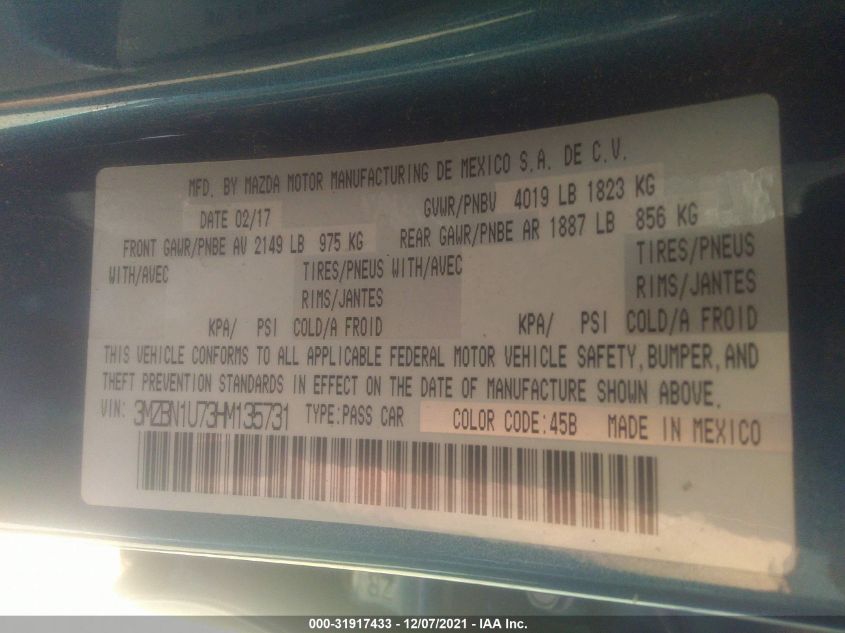 MFD. BY MAZDA MOTOR MANUFACTURING DE MEXICO S.A. DE C.V.
DATE 02/17 GVWR/PNBV 4019 LB 1823 KG
FRONT GAWR/PNBE AV 2149 LB 975 KG REAR GAWR/PNBE AR 1887 LB 856 KG
WITH/AVEC TIRES/PNEUS WITH/AVEC TIRES/PNEUS
RIMS/JANTES RIMS/JANTES
KPA/ PSI COLD/A FROID KPA/ PSI COLD/A FROID
THIS VEHICLE CONFORMS TO ALL APPLICABLE FEDERAL MOTOR VEHICLE SAFETY, BUMPER, AND
THEFT PREVENTION STANDARDS IN EFFECT ON THE DATE OF MANUFACTURE SHOWN ABOVE.
VIN: 3MZBN1U73HM135731 TYPE:PASS CAR COLOR CODE:45B MADE IN MEXICO
000-31917433 - 12/07/2021 - IAA Inc.